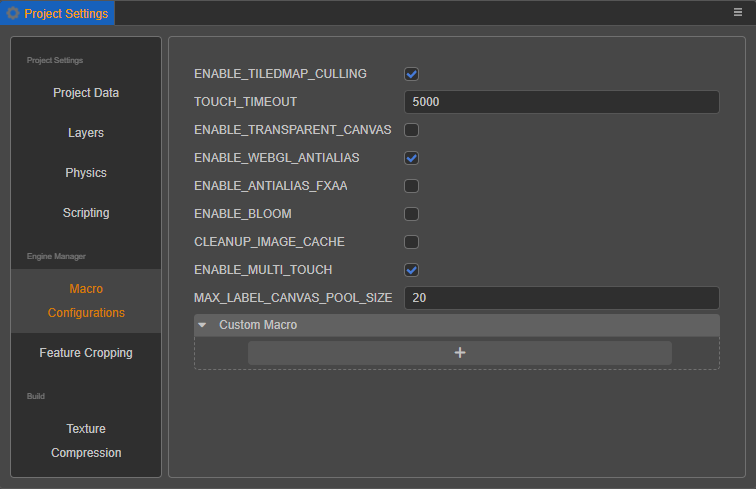 Project Settings
Project Settings
Project Data
Layers
Physics
Scripting
Engine Manager
Macro
Configurations
Feature Cropping
Build
Texture
Compression
ENABLE_TILEDMAP_CULLING
TOUCH_TIMEOUT 5000
ENABLE_TRANSPARENT_CANVAS
ENABLE_WEBGL_ANTIALIAS
ENABLE_ANTIALIAS_FXAA
ENABLE_BLOOM
CLEANUP_IMAGE_CACHE
ENABLE_MULTI_TOUCH
MAX_LABEL_CANVAS_POOL_SIZE 20
Custom Macro
+